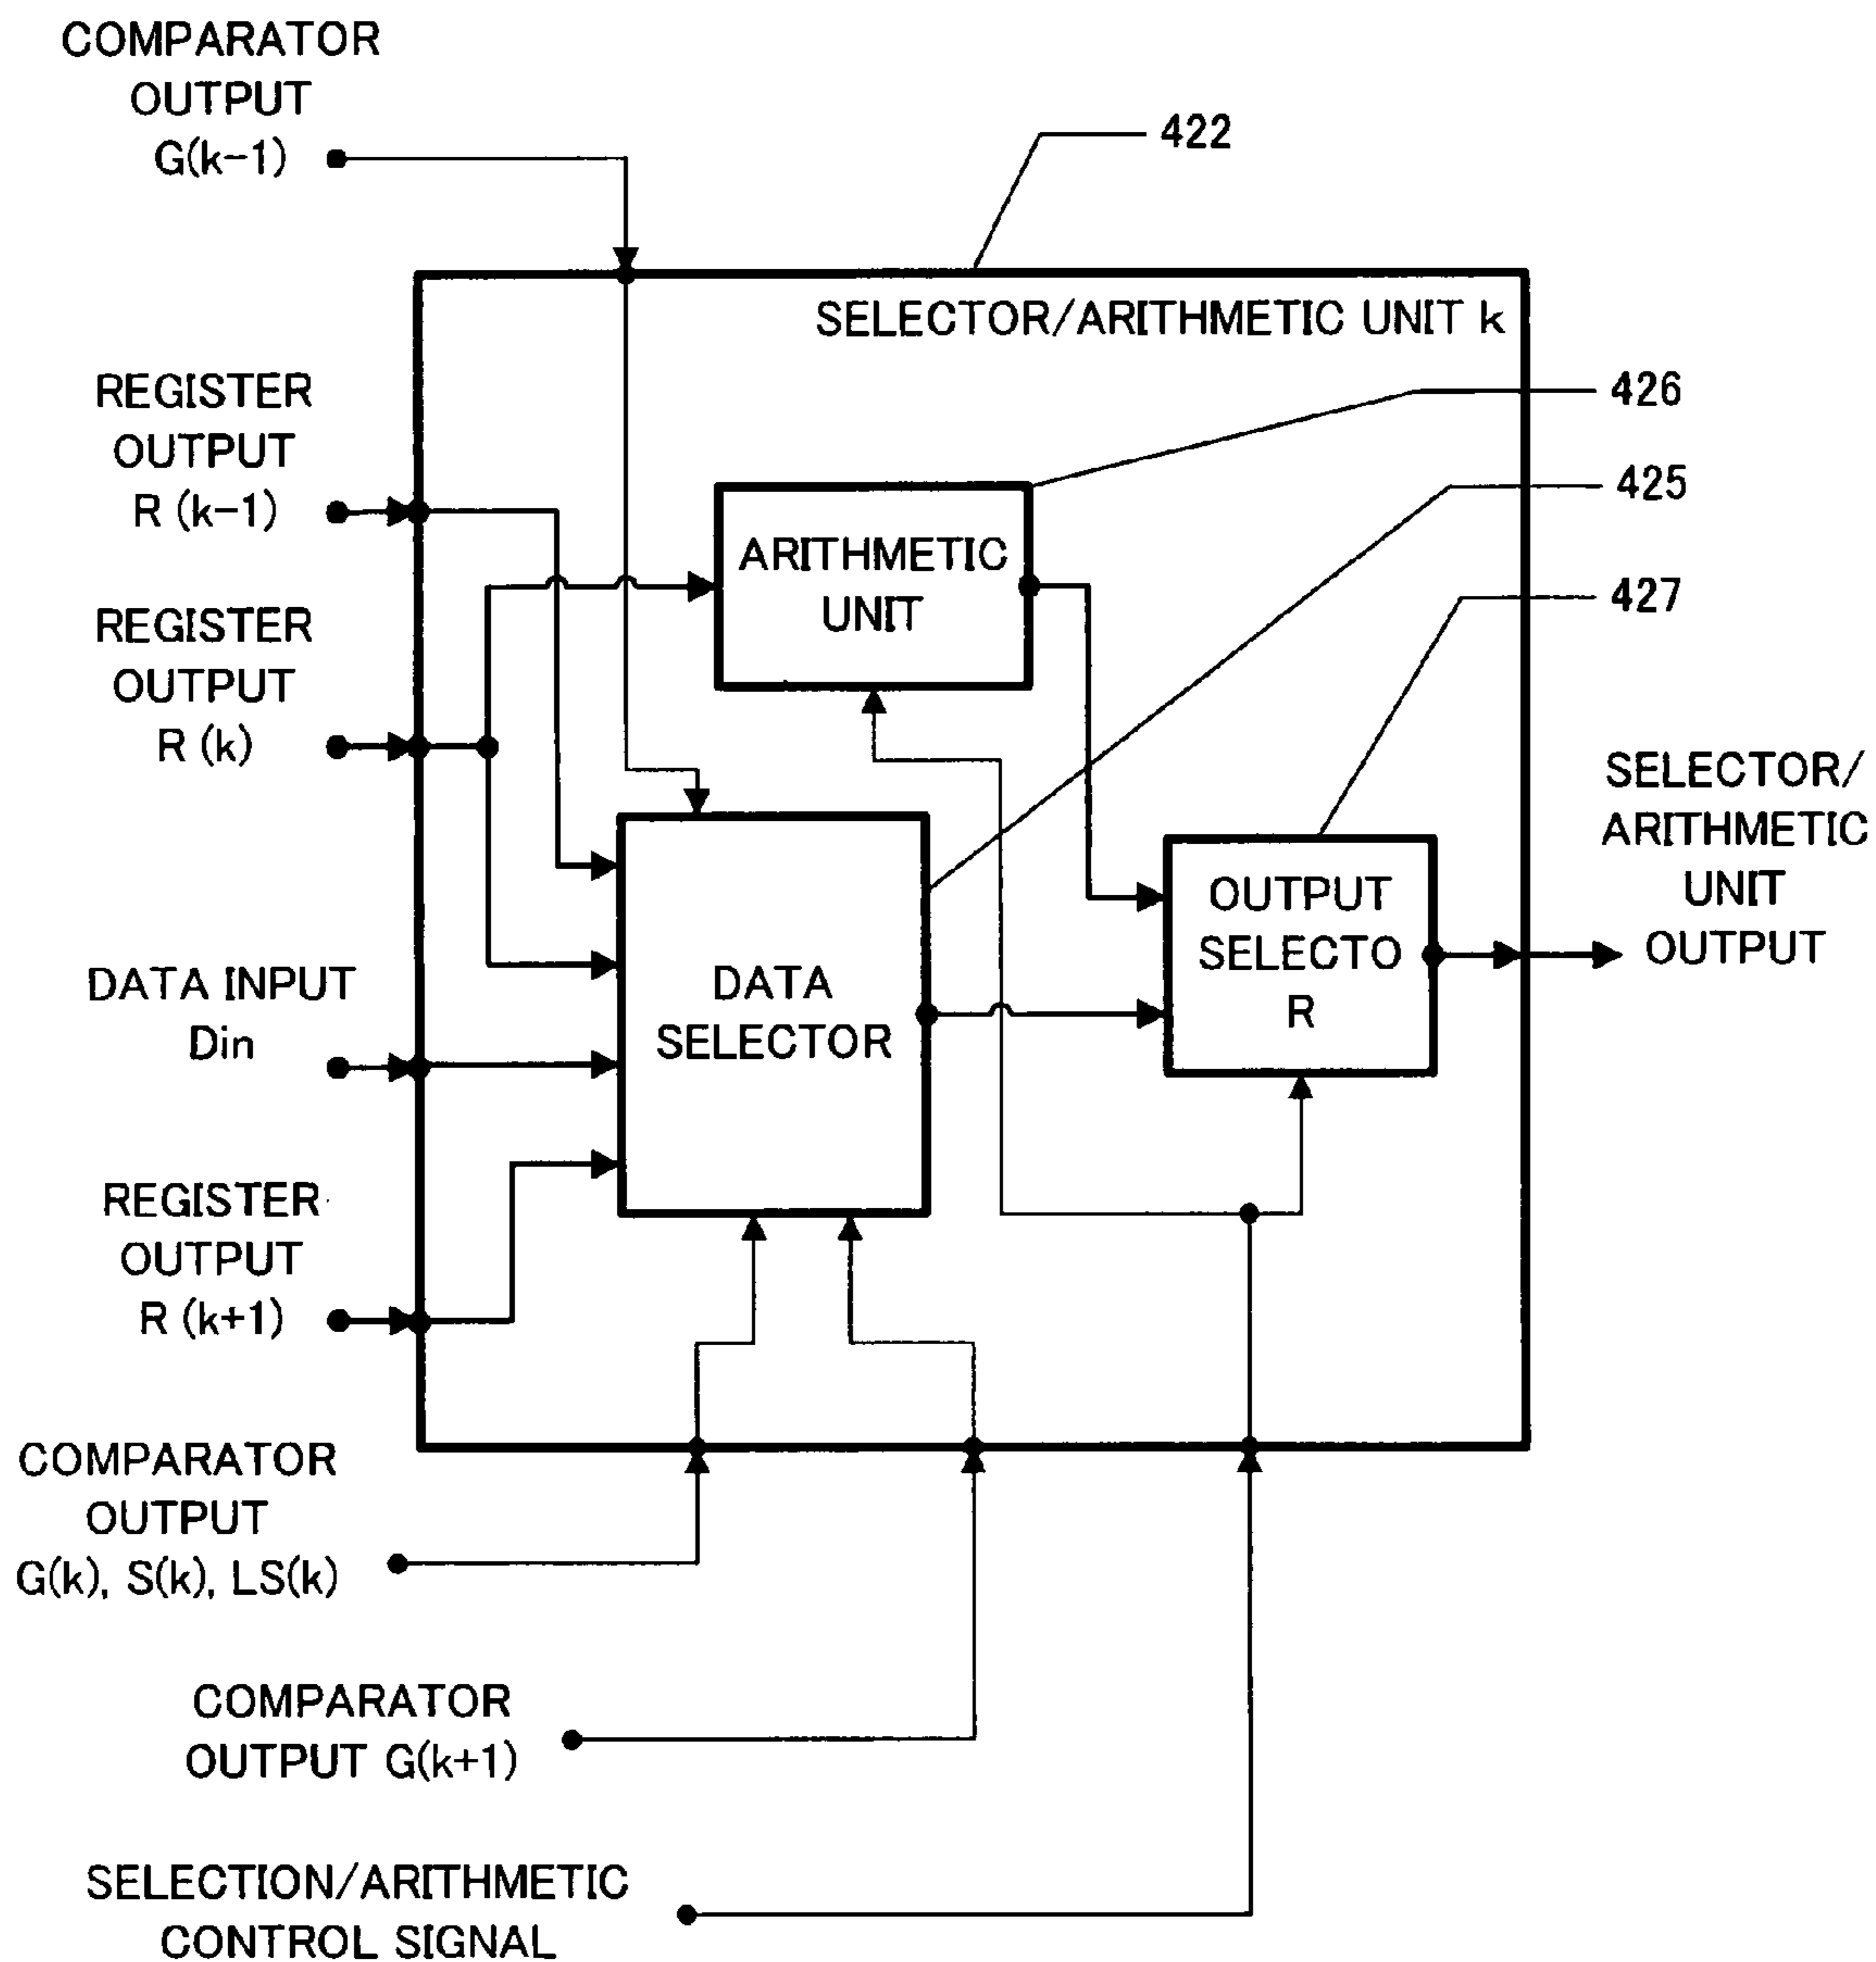 COMPARATOR
OUTPUT
G(k-1)
422
SELECTOR/ARITHMETIC UNIT k
REGISTER
OUTPUT
R (k-1)
426
425
ARITHMETIC
UNIT
427
REGISTER
OUTPUT
R (k)
SELECTOR/
ARITHMETIC
UNIT
OUTPUT
OUTPUT
SELECTO
R
DATA INPUT
Din
DATA
SELECTOR
REGISTER
OUTPUT
R (k+1)
COMPARATOR
OUTPUT
G(k), S(k), LS(k)
COMPARATOR
OUTPUT G(k+1)
SELECTION/ARITHMETIC
CONTROL SIGNAL